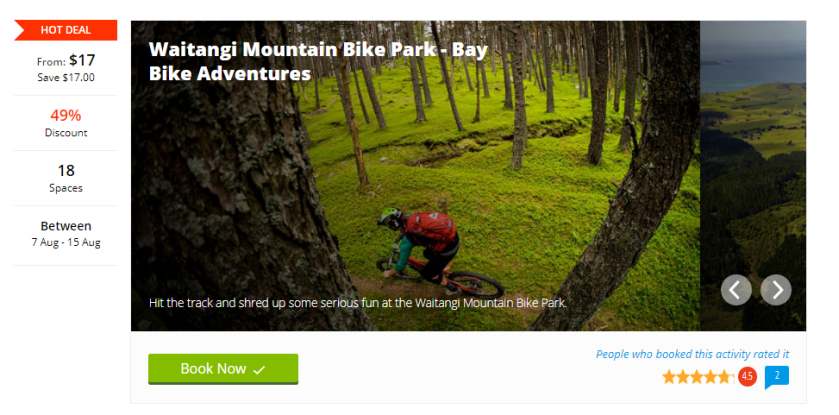 HOT DEAL
From: $17
Save $17.00
49%
Discount
18
Spaces
Between
7 Aug - 15 Aug
Waitangi Mountain Bike Park - Bay
Bike Adventures
Hit the track and shred up some serious fun at the Waitangi Mountain Bike Park.
Book Now
People who booked this activity rated it
4.5
2